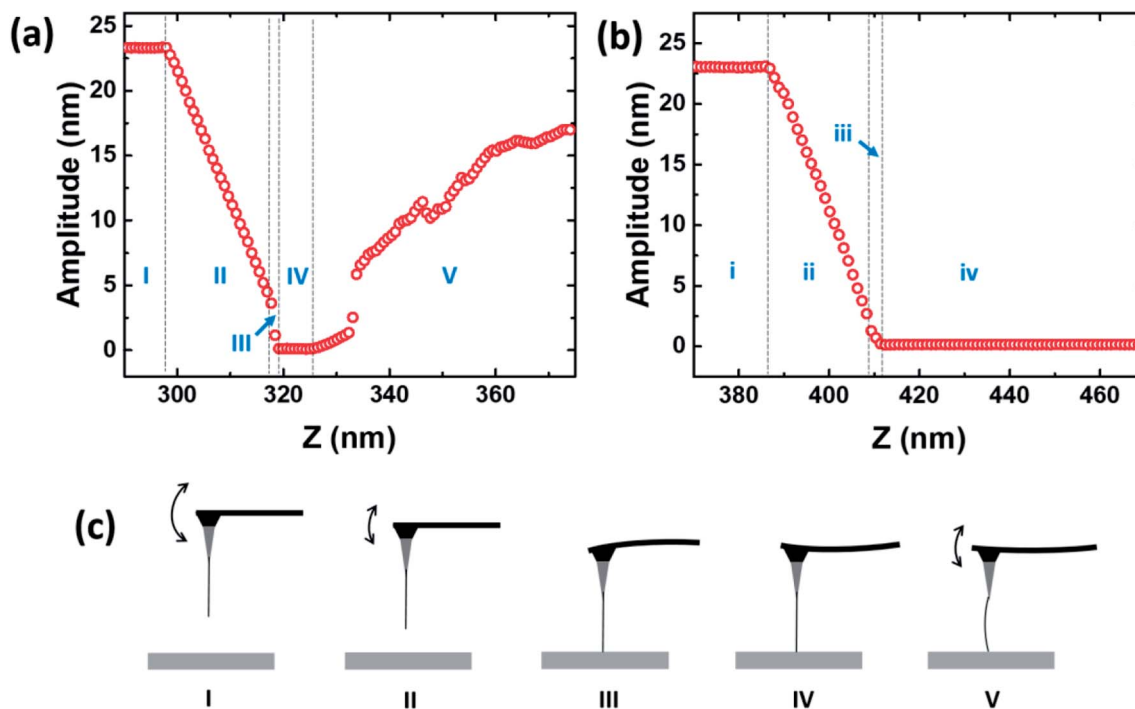 (a)
Amplitude (nm)
25
20
15
10
5
0
I
II
III
IV
V
300
320
340
360
Z (nm)
(b)
Amplitude (nm)
25
20
15
10
5
0
i
ii
iii
iv
380
400
420
440
460
Z (nm)
(c)
I
II
III
IV
V